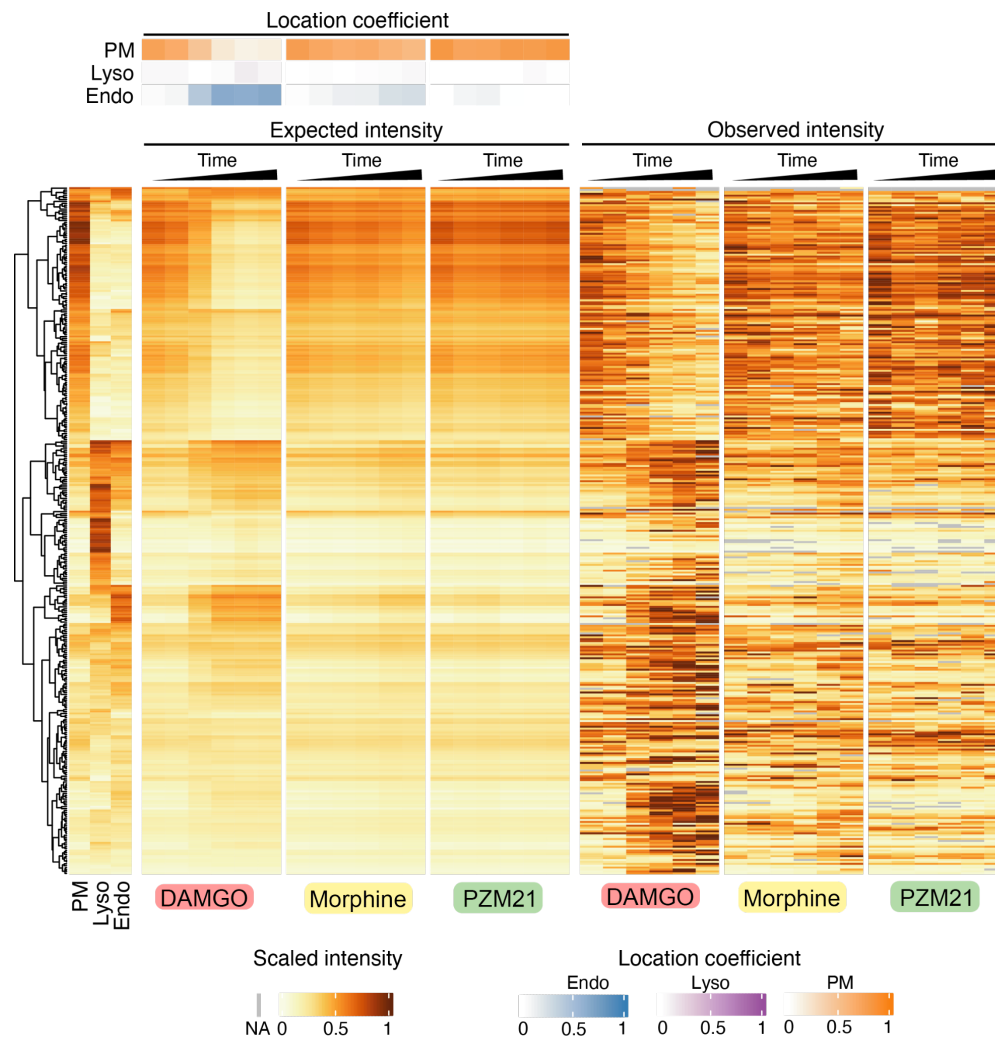 Location coefficient
PM
Lyso
Endo
Expected intensity
Observed intensity
Time Time Time Time Time Time
PM
Lyso
Endo
DAMGO Morphine PZM21 DAMGO Morphine PZM21
Scaled intensity
NA 0 0.5 1
Location coefficient
Endo Lyso PM
0 0.5 1 0 0.5 1 0 0.5 1